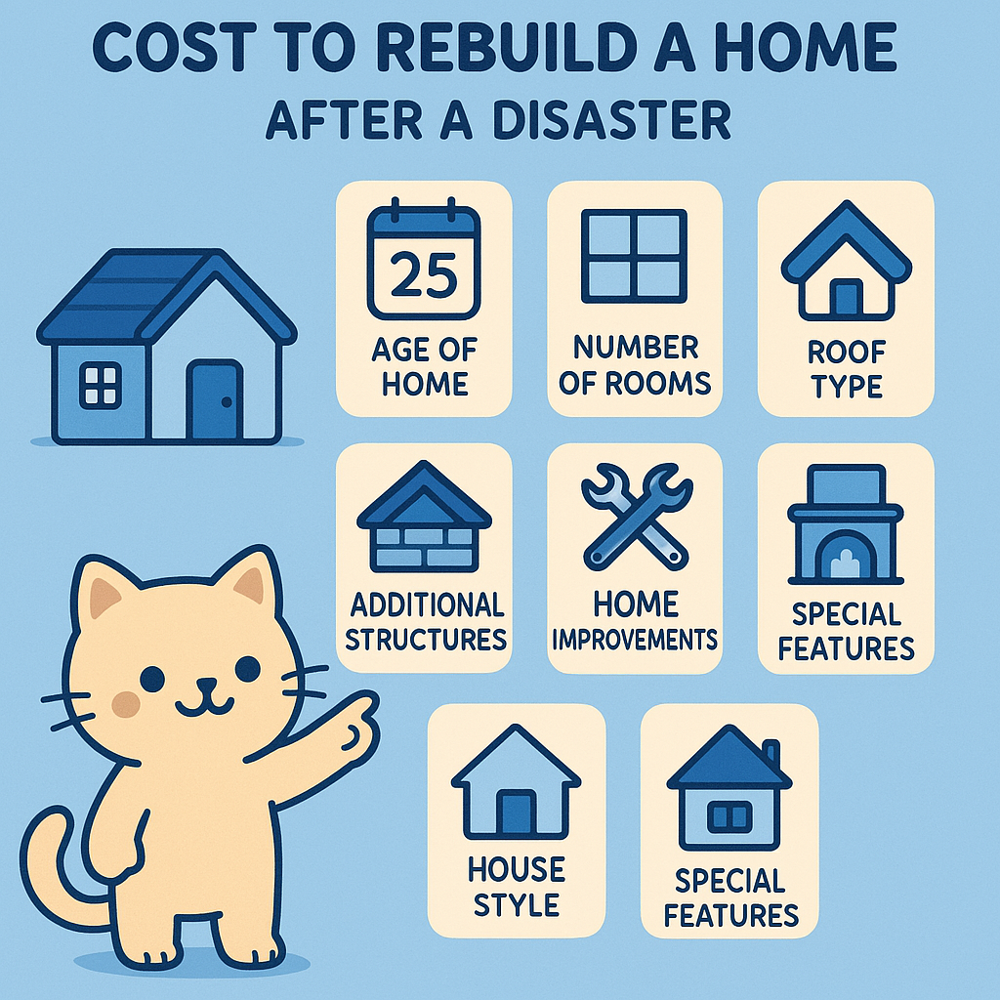 COST TO REBUILD A HOME
AFTER A DISASTER
25
AGE OF
HOME
NUMBER
OF ROOMS
ROOF
TYPE
ADDITIONAL
STRUCTURES
HOME
IMPROVEMENTS
SPECIAL
FEATURES
HOUSE
STYLE
SPECIAL
FEATURES